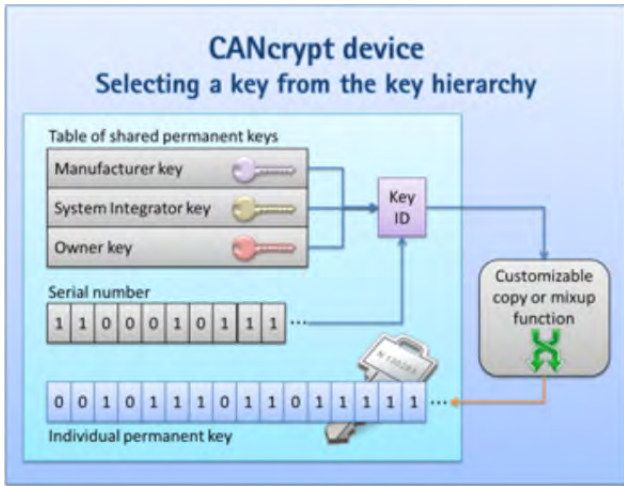 CANcrypt device
Selecting a key from the key hierarchy
Table of shared permanent keys
Manufacturer key
System Integrator key
Owner key
Key
ID
Serial number
1 1 0 0 0 1 0 1 1 1 ...
Customizable
copy or mixup
function
0 0 1 0 1 1 1 0 1 1 0 1 1 1 1 1 ...
Individual permanent key